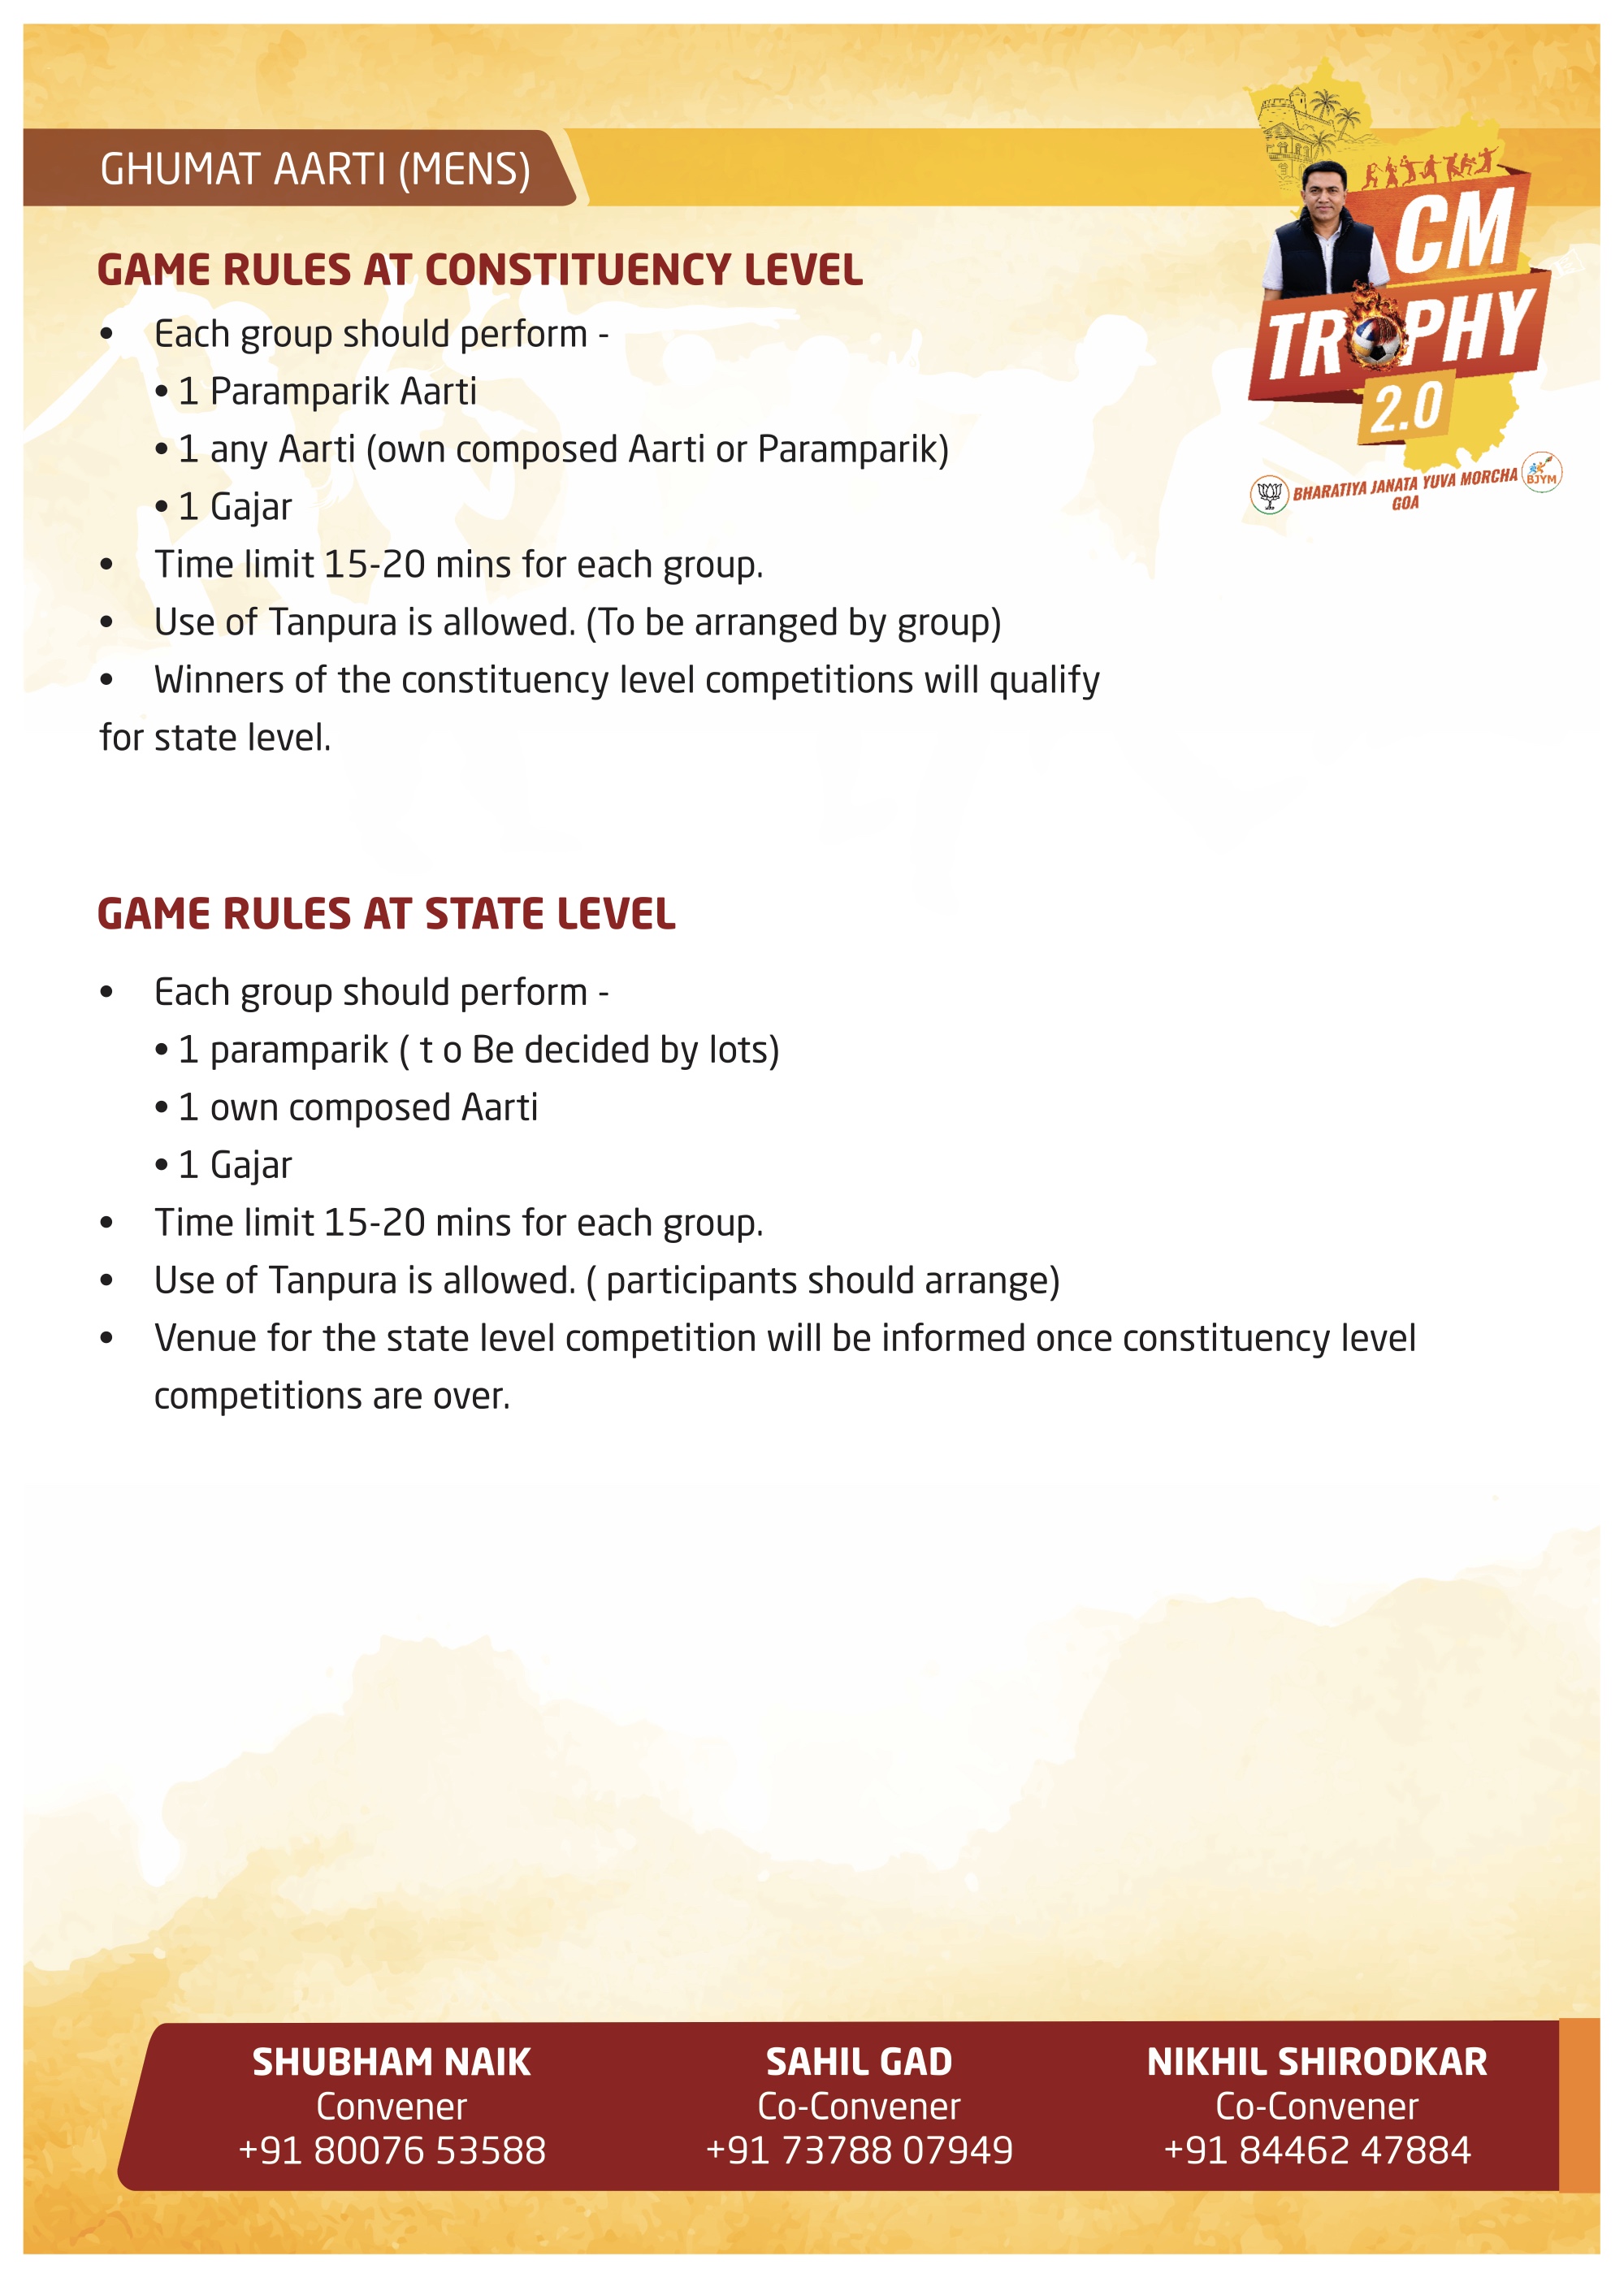 GHUMAT AARTI (MENS)
CM
TROPHY
2.0
BHARATIYA JANATA YUVA MORCHA
GOA
BJYM
GAME RULES AT CONSTITUENCY LEVEL
• Each group should perform -
• 1 Paramparik Aarti
• 1 any Aarti (own composed Aarti or Paramparik)
• 1 Gajar
• Time limit 15-20 mins for each group.
• Use of Tanpura is allowed. (To be arranged by group)
• Winners of the constituency level competitions will qualify
for state level.
GAME RULES AT STATE LEVEL
• Each group should perform -
• 1 paramparik ( t o Be decided by lots)
• 1 own composed Aarti
• 1 Gajar
• Time limit 15-20 mins for each group.
• Use of Tanpura is allowed. ( participants should arrange)
• Venue for the state level competition will be informed once constituency level
competitions are over.
SHUBHAM NAIK
Convener
+91 80076 53588
SAHIL GAD
Co-Convener
+91 73788 07949
NIKHIL SHIRODKAR
Co-Convener
+91 84462 47884